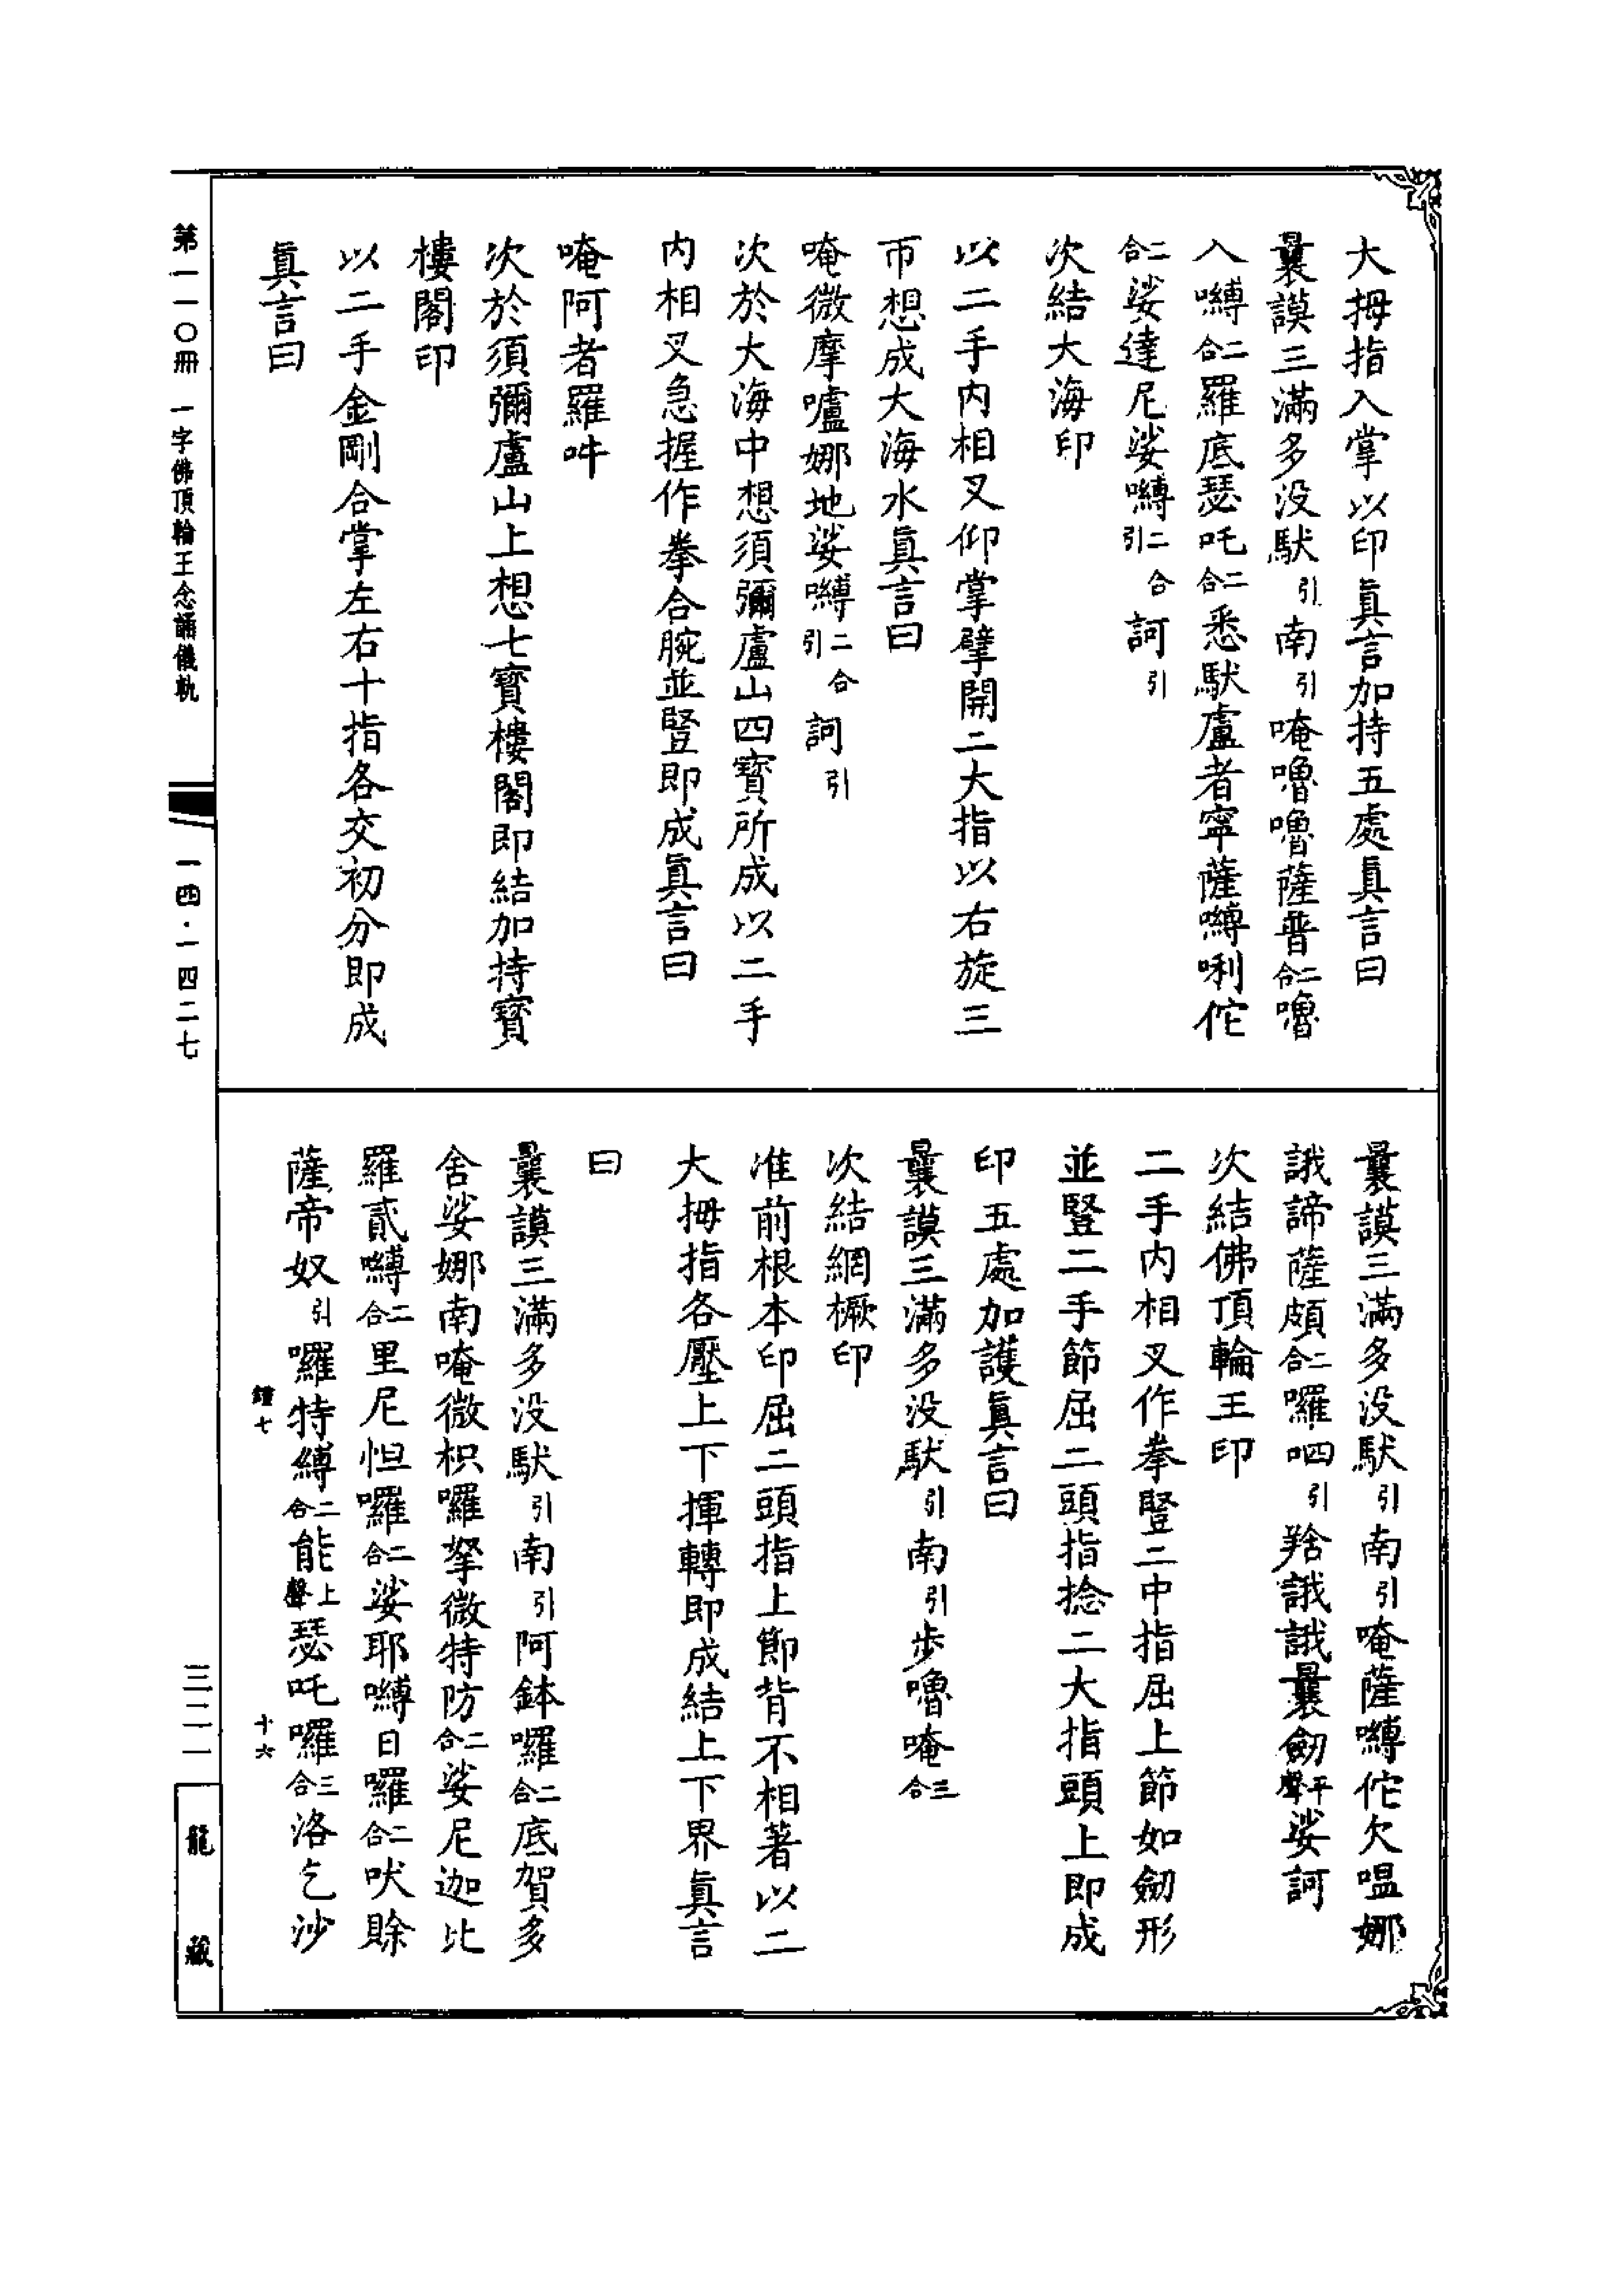 大拇指入掌以印真言加持五處真言曰
曩謨三滿多没馱引南引唵嚕嚕薩普二合嚕
入嚩二合羅底瑟吒二合悉馱盧者寜薩嚩唎佗
二合娑達尼娑嚩二合引訶引
次結大海印
以二手内相叉仰掌擘開二大指以右旋三
帀想成大海水真言曰
唵微摩嚧娜地娑嚩二合引訶引
次於大海中想須彌盧山四寳所成以二手
内相叉急握作拳合腕並竪即成真言曰
唵阿者羅吽
次於須彌盧山上想七寳樓閣即結加持寳
樓閣印
以二手金剛合掌左右十指各交初分即成
真言曰
曩謨三滿多没馱引南引唵薩嚩佗欠嗢娜
誐諦薩頗二合囉呬引羯誐誐曩劒平聲娑訶
次結佛頂輪王印
二手内相叉作拳竪二中指屈上節如劒形
並竪二手節屈二頭指捻二大指頭上即成
印五處加護真言曰
曩謨三滿多没馱引南引步嚕唵三合
次結網橛印
准前根本印屈二頭指上節背不相著以二
大拇指各壓上下揮轉即成結上下界真言
曰
曩謨三滿多没馱引南引阿鉢囉二合底賀多
舍娑娜南唵微枳囉拏微特防二合娑尼迦比
羅貳嚩二合里尼怛囉二合娑耶嚩日囉二合吠賒
薩帝奴引囉特縛二合能上聲瑟吒囉三合洛乞沙
鍾七 十六
第一一〇冊 一字佛頂輪王念誦儀軌
一四·一四二七
三二一
龍藏